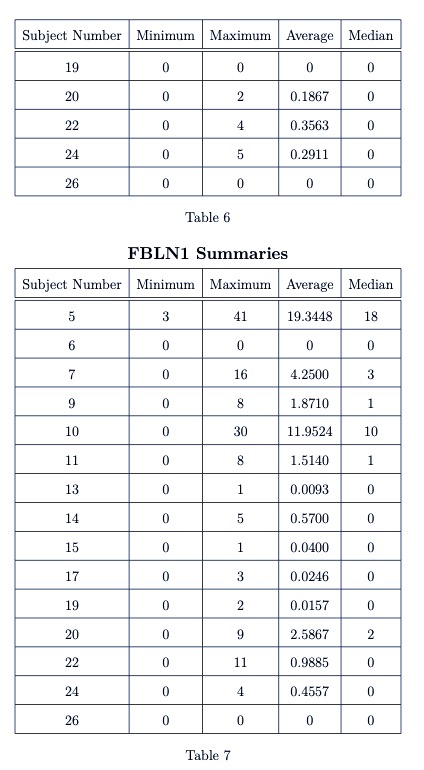 Subject Number Minimum Maximum Average Median
19 0 0 0 0
20 0 2 0.1867 0
22 0 4 0.3563 0
24 0 5 0.2911 0
26 0 0 0 0
Table 6
FBLN1 Summaries
Subject Number Minimum Maximum Average Median
5 3 41 19.3448 18
6 0 0 0 0
7 0 16 4.2500 3
9 0 8 1.8710 1
10 0 30 11.9524 10
11 0 8 1.5140 1
13 0 1 0.0093 0
14 0 5 0.5700 0
15 0 1 0.0400 0
17 0 3 0.0246 0
19 0 2 0.0157 0
20 0 9 2.5867 2
22 0 11 0.9885 0
24 0 4 0.4557 0
26 0 0 0 0
Table 7